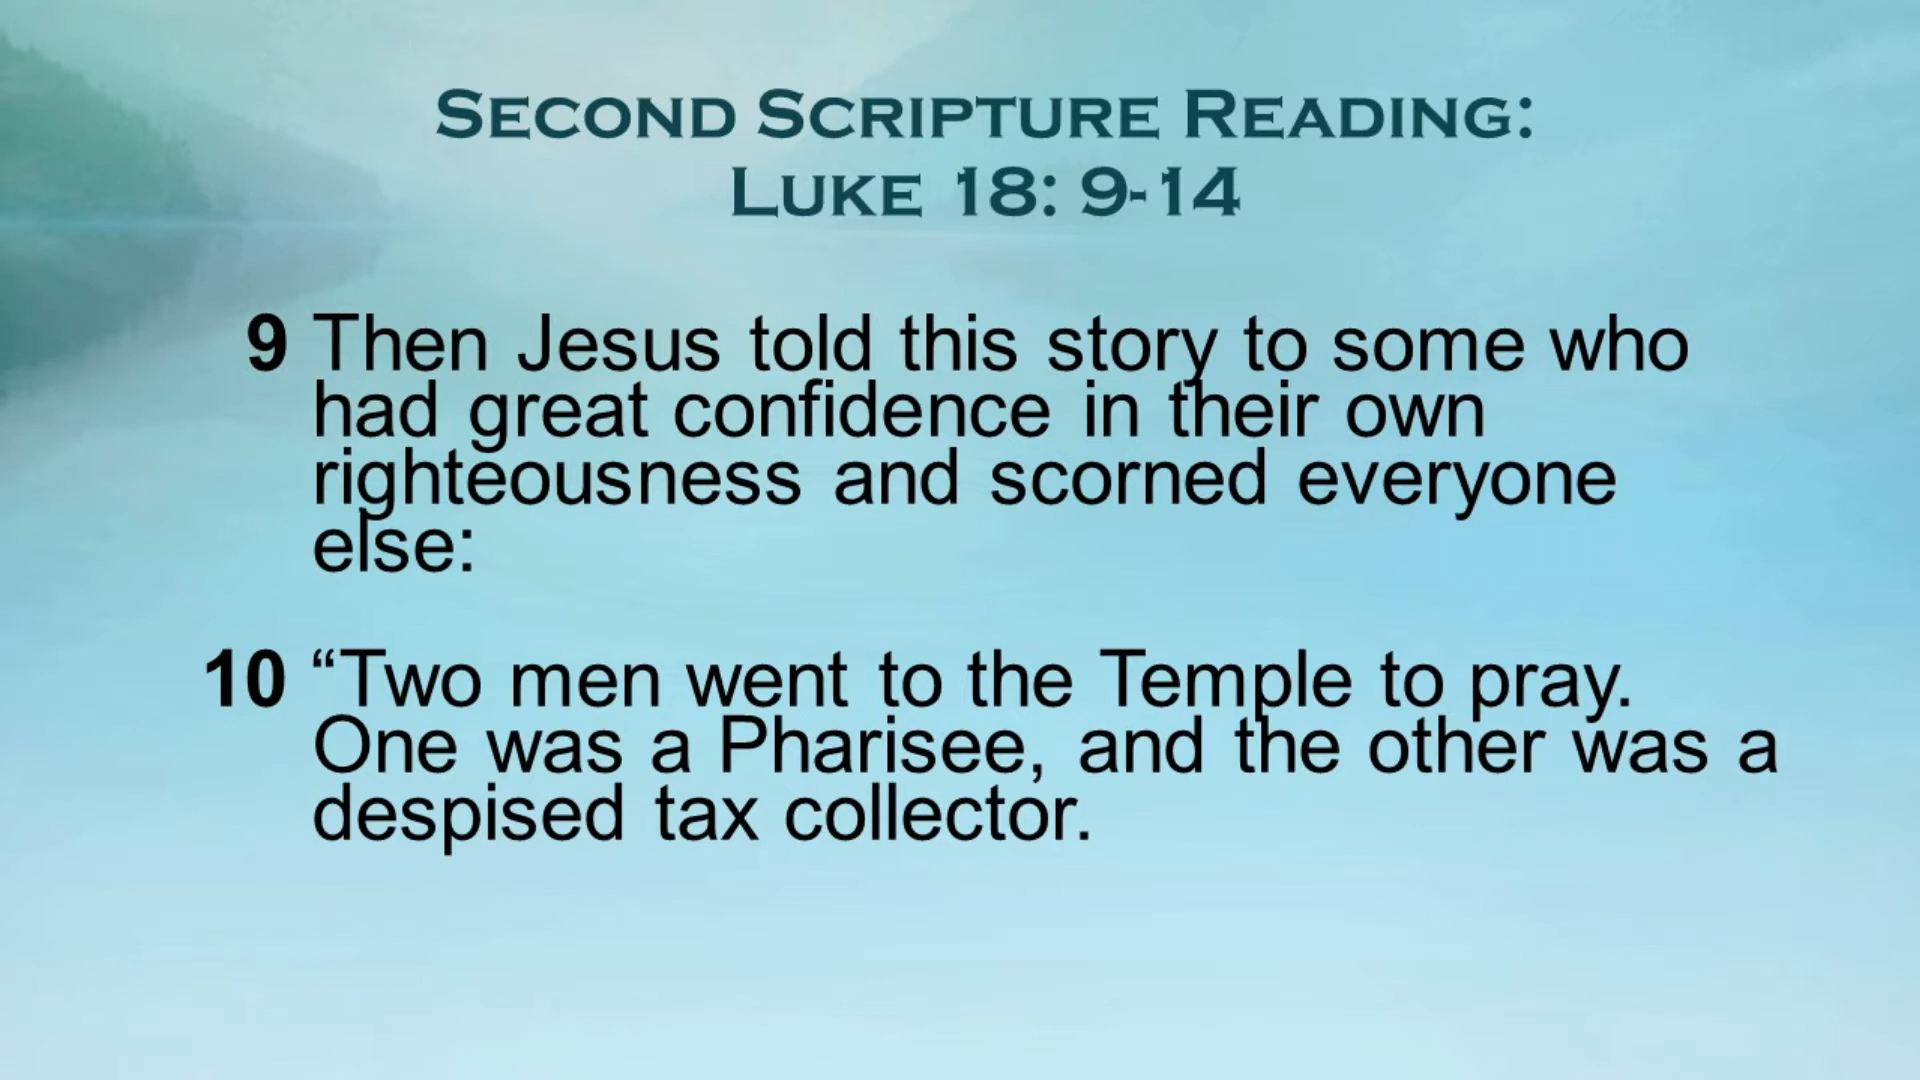 SECOND SCRIPTURE READING:
LUKE 18: 9-14
9 Then Jesus told this story to some who
had great confidence in their own
righteousness and scorned everyone
else:
10 “Two men went to the Temple to pray.
One was a Pharisee, and the other was a
despised tax collector.